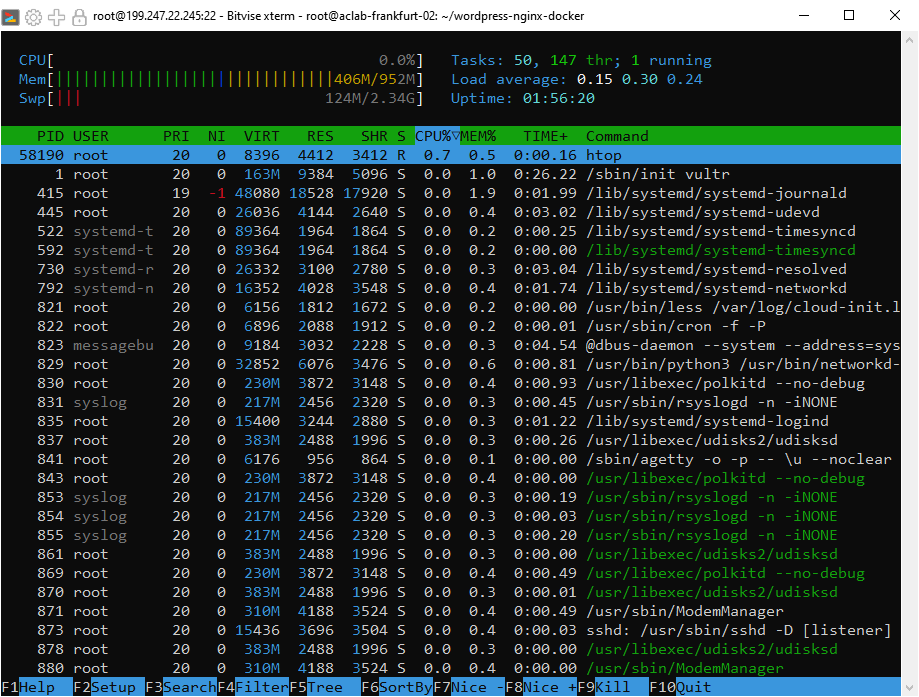 root@199.247.22.245:22 - Bitvise xterm - root@aclab-frankfurt-02: ~/wordpress-nginx-docker
CPU[ 0.0%] Tasks: 50, 147 thr; 1 running
Mem[||||||||||||||||||||||||||||||||406M/952M] Load average: 0.15 0.30 0.24
Swp[||| 124M/2.34G] Uptime: 01:56:20
PID USER PRI NI VIRT RES SHR S CPU%▽MEM% TIME+ Command
58190 root 20 0 8396 4412 3412 R 0.7 0.5 0:00.16 htop
1 root 20 0 163M 9384 5096 S 0.0 1.0 0:26.22 /sbin/init vultr
415 root 19 -1 48080 18528 17920 S 0.0 1.9 0:01.99 /lib/systemd/systemd-journald
445 root 20 0 26036 4144 2640 S 0.0 0.4 0:03.02 /lib/systemd/systemd-udevd
522 systemd-t 20 0 89364 1964 1864 S 0.0 0.2 0:00.25 /lib/systemd/systemd-timesyncd
592 systemd-t 20 0 89364 1964 1864 S 0.0 0.2 0:00.00 /lib/systemd/systemd-timesyncd
730 systemd-r 20 0 26332 3100 2780 S 0.0 0.3 0:03.04 /lib/systemd/systemd-resolved
792 systemd-n 20 0 16352 4028 3548 S 0.0 0.4 0:01.74 /lib/systemd/systemd-networkd
821 root 20 0 6156 1812 1672 S 0.0 0.2 0:00.00 /usr/bin/less /var/log/cloud-init.l
822 root 20 0 6896 2088 1912 S 0.0 0.2 0:00.01 /usr/sbin/cron -f -P
823 messagebu 20 0 9184 3032 2228 S 0.0 0.3 0:04.54 @dbus-daemon --system --address=sys
829 root 20 0 32852 6076 3476 S 0.0 0.6 0:00.81 /usr/bin/python3 /usr/bin/networkd-
830 root 20 0 230M 3872 3148 S 0.0 0.4 0:00.93 /usr/libexec/polkitd --no-debug
831 syslog 20 0 217M 2456 2320 S 0.0 0.3 0:00.45 /usr/sbin/rsyslogd -n -iNONE
835 root 20 0 15400 3244 2880 S 0.0 0.3 0:01.22 /lib/systemd/systemd-logind
837 root 20 0 383M 2488 1996 S 0.0 0.3 0:00.26 /usr/libexec/udisks2/udisksd
841 root 20 0 6176 956 864 S 0.0 0.1 0:00.00 /sbin/agetty -o -p -- \u --noclear
843 root 20 0 230M 3872 3148 S 0.0 0.4 0:00.00 /usr/libexec/polkitd --no-debug
853 syslog 20 0 217M 2456 2320 S 0.0 0.3 0:00.19 /usr/sbin/rsyslogd -n -iNONE
854 syslog 20 0 217M 2456 2320 S 0.0 0.3 0:00.03 /usr/sbin/rsyslogd -n -iNONE
855 syslog 20 0 217M 2456 2320 S 0.0 0.3 0:00.20 /usr/sbin/rsyslogd -n -iNONE
861 root 20 0 383M 2488 1996 S 0.0 0.3 0:00.00 /usr/libexec/udisks2/udisksd
869 root 20 0 230M 3872 3148 S 0.0 0.4 0:00.49 /usr/libexec/polkitd --no-debug
870 root 20 0 383M 2488 1996 S 0.0 0.3 0:00.01 /usr/libexec/udisks2/udisksd
871 root 20 0 310M 4188 3524 S 0.0 0.4 0:00.49 /usr/sbin/ModemManager
873 root 20 0 15436 3696 3504 S 0.0 0.4 0:00.03 sshd: /usr/sbin/sshd -D [listener]
878 root 20 0 383M 2488 1996 S 0.0 0.3 0:00.00 /usr/libexec/udisks2/udisksd
880 root 20 0 310M 4188 3524 S 0.0 0.4 0:00.00 /usr/sbin/ModemManager
F1Help F2Setup F3SearchF4FilterF5Tree F6SortByF7Nice -F8Nice +F9Kill F10Quit